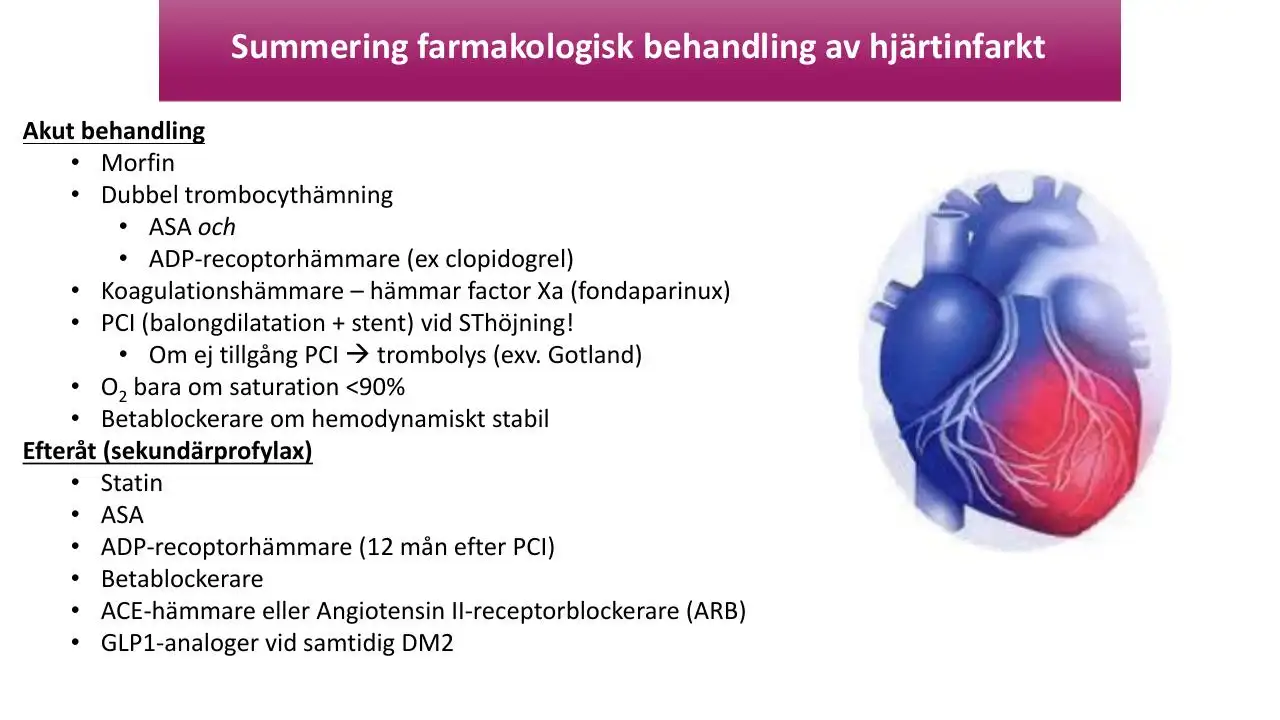 Summering farmakologisk behandling av hjärtinfarkt
Akut behandling
• Morfin
• Dubbel trombocythämning
• ASA och
• ADP-recoptorhämmare (ex clopidogrel)
• Koagulationshämmare – hämmar factor Xa (fondaparinux)
• PCI (balongdilatation + stent) vid SThöjning!
• Om ej tillgång PCI → trombolys (exv. Gotland)
• O₂ bara om saturation <90%
• Betablockerare om hemodynamiskt stabil
Efteråt (sekundärprofylax)
• Statin
• ASA
• ADP-recoptorhämmare (12 mån efter PCI)
• Betablockerare
• ACE-hämmare eller Angiotensin II-receptorblockerare (ARB)
• GLP1-analoger vid samtidig DM2